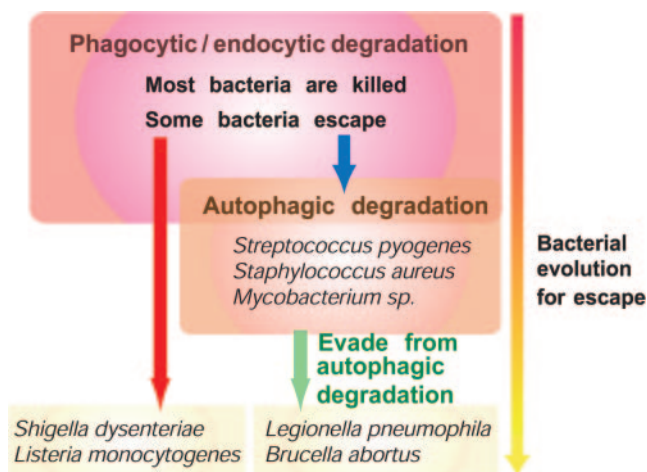 Phagocytic / endocytic degradation
Most bacteria are killed
Some bacteria escape
Autophagic degradation
Streptococcus pyogenes
Staphylococcus aureus
Mycobacterium sp.
Bacterial
evolution
for escape
Evade from
autophagic
degradation
Shigella dysenteriae
Listeria monocytogenes
Legionella pneumophila
Brucella abortus